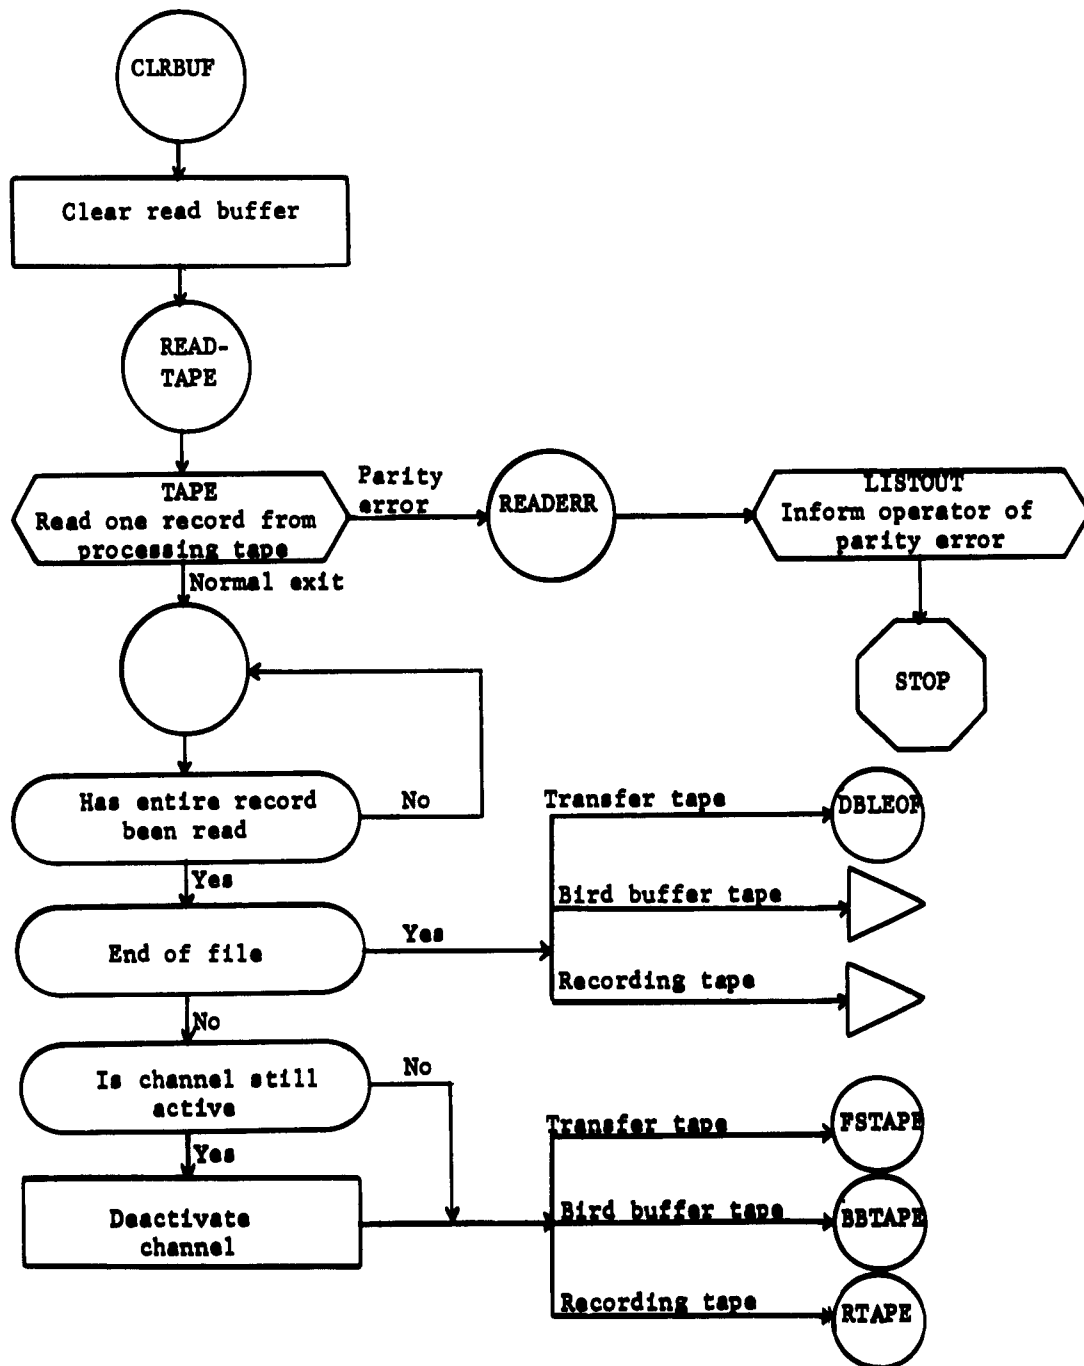 CLRBUF
Clear read buffer
READ-
TAPE
TAPE
Read one record from
processing tape
Parity
error
READERR
LISTOUT
Inform operator of
parity error
Normal exit
STOP
Has entire record
been read
No
Yes
Transfer tape
DBLEOF
Bird buffer tape
End of file
Yes
Recording tape
No
Is channel still
active
No
Yes
Transfer tape
FSTAPE
Deactivate
channel
Bird buffer tape
BBTAPE
Recording tape
RTAPE